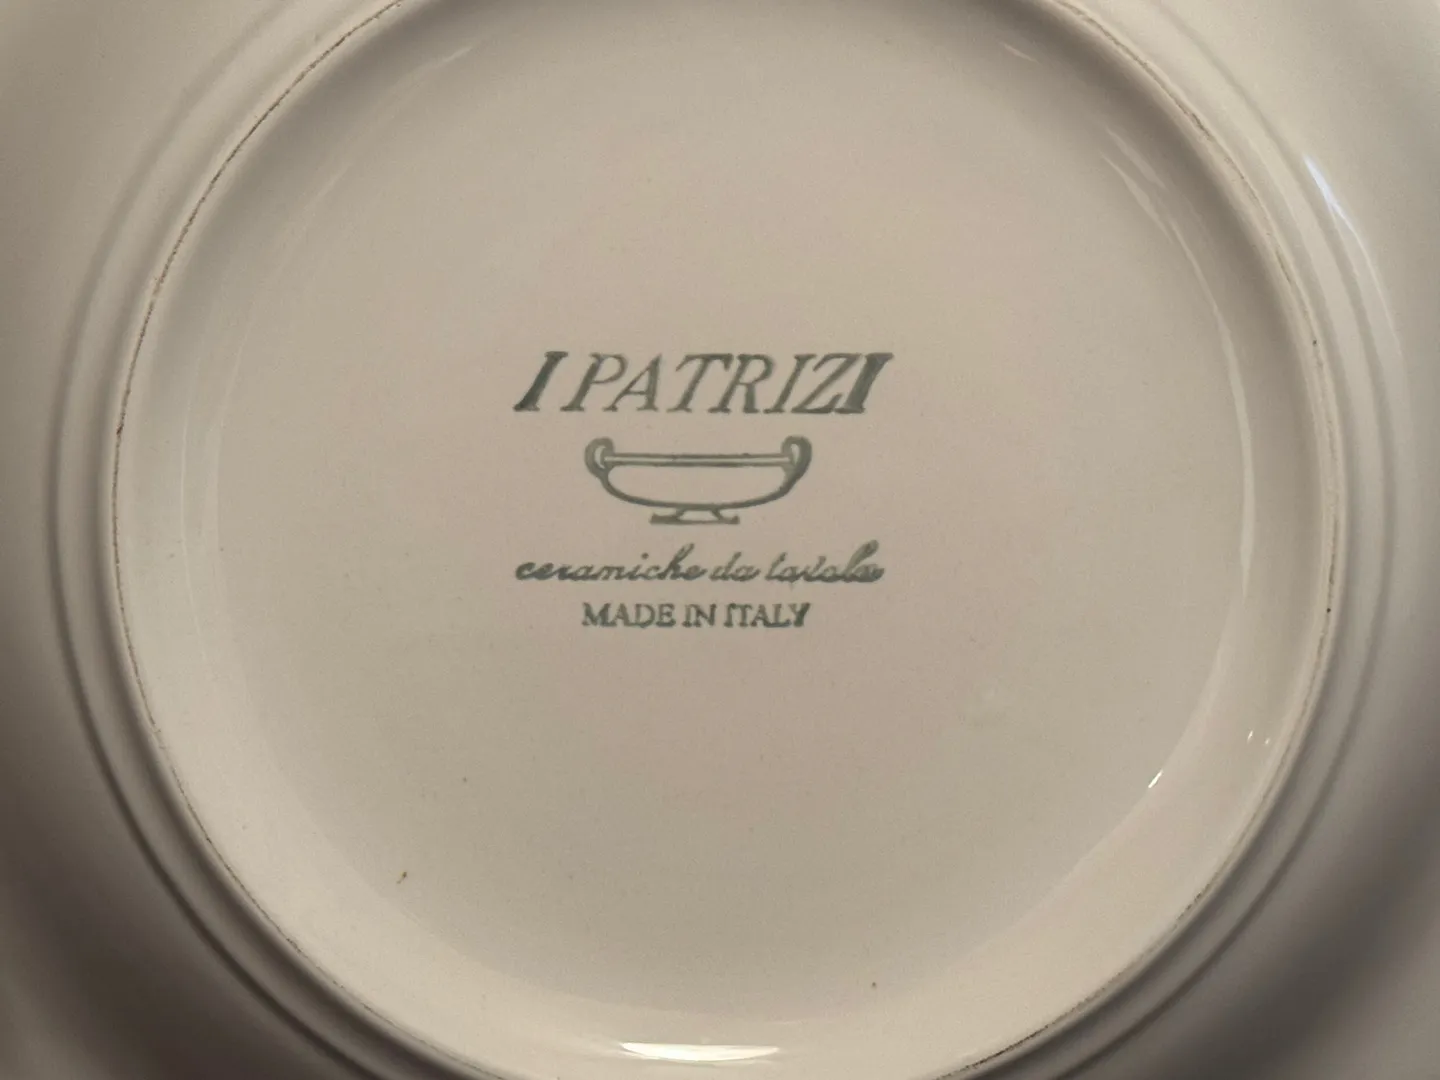 I PATRIZI
ceramiche da tavola
MADE IN ITALY